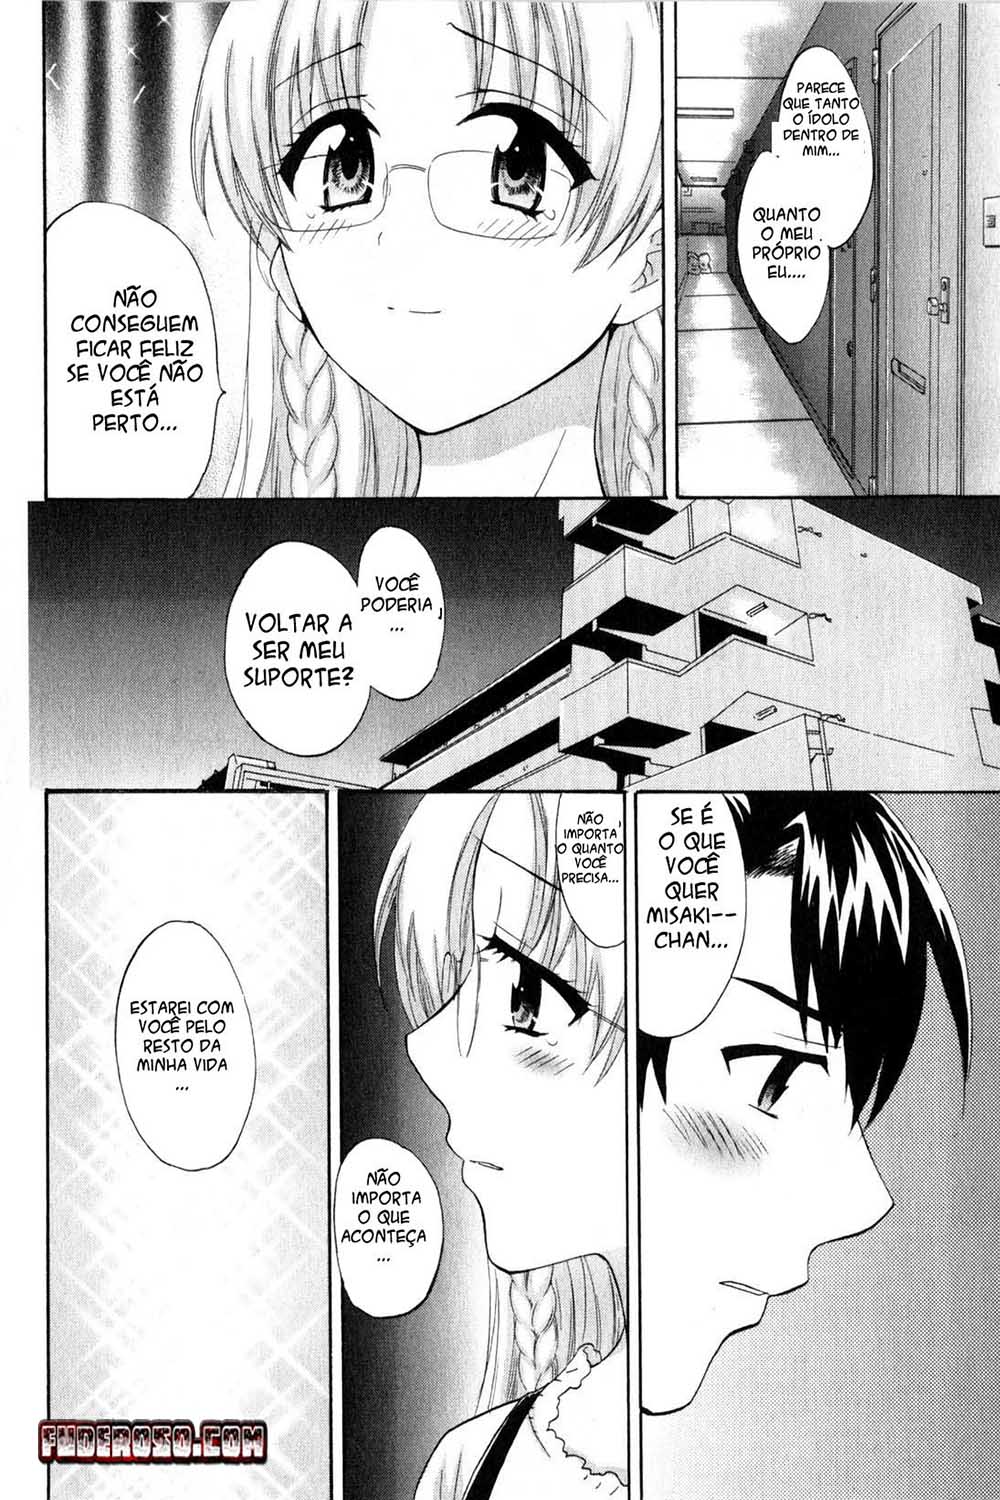 PARECE
QUE TANTO
O ÍDOLO
DENTRO DE
MIM...
QUANTO
O MEU
PRÓPRIO
EU....
NÃO
CONSEGUEM
FICAR FELIZ
SE VOCÊ NÃO
ESTÁ
PERTO...
VOCÊ
PODERIA
...
VOLTAR A
SER MEU
SUPORTE?
SE É
O QUE
VOCÊ
QUER
MISAKI--
CHAN...
NÃO
IMPORTA
O QUANTO
VOCÊ
PRECISA...
NÃO
IMPORTA
O QUE
ACONTEÇA
...
ESTAREI COM
VOCÊ PELO
RESTO DA
MINHA VIDA
...
FUDEROSO.COM